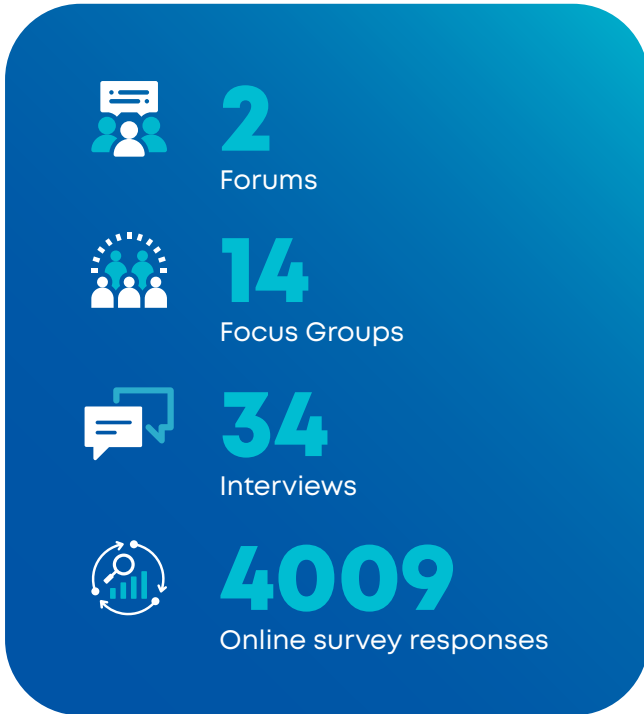 2
Forums
14
Focus Groups
34
Interviews
4009
Online survey responses